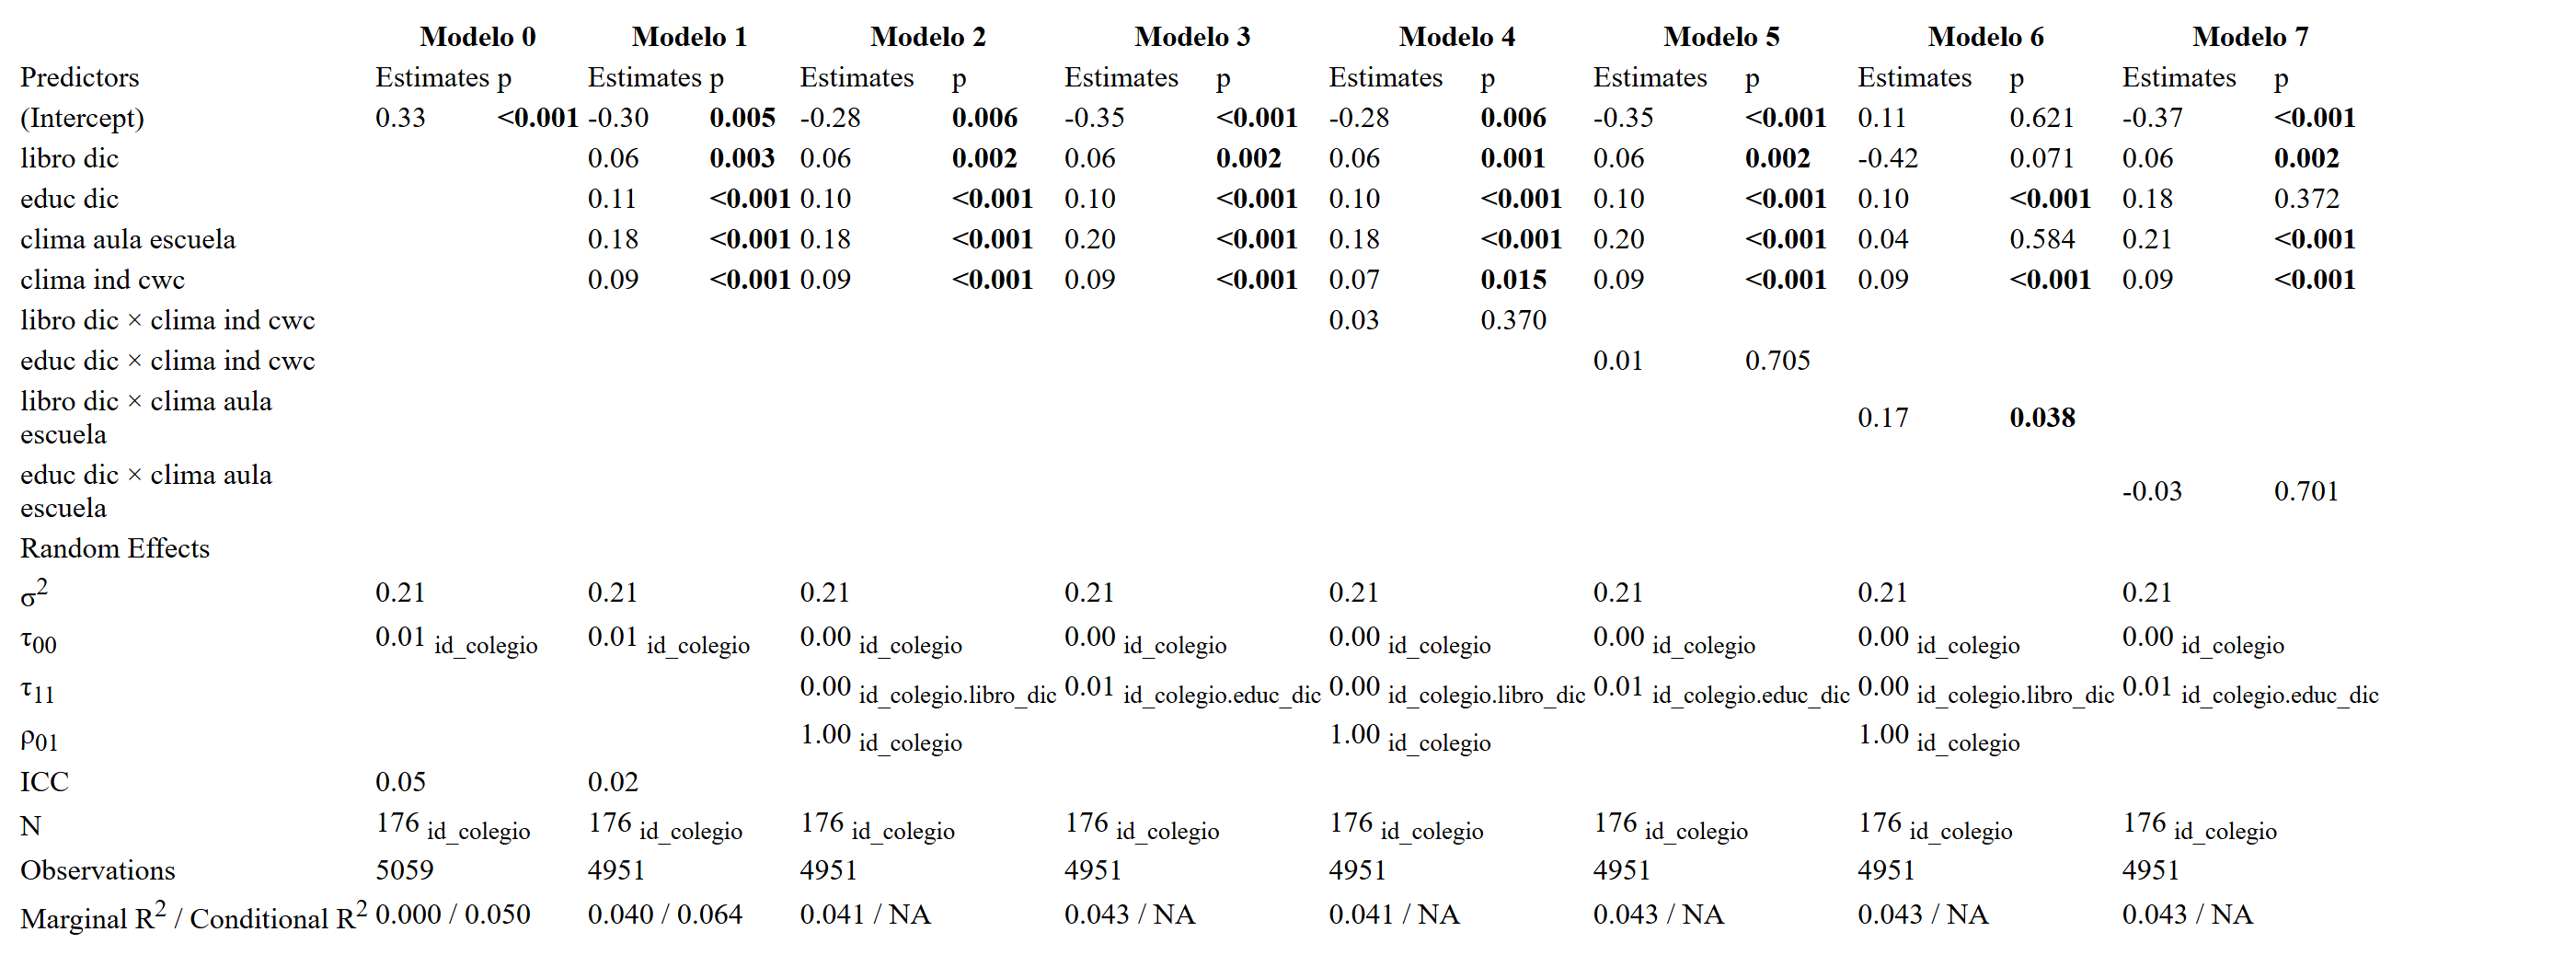 Modelo 0 Modelo 1 Modelo 2 Modelo 3 Modelo 4 Modelo 5 Modelo 6 Modelo 7
Predictors Estimates p Estimates p Estimates p Estimates p Estimates p Estimates p Estimates p Estimates p
(Intercept) 0.33 <0.001 -0.30 0.005 -0.28 0.006 -0.35 <0.001 -0.28 0.006 -0.35 <0.001 0.11 0.621 -0.37 <0.001
libro dic 0.06 0.003 0.06 0.002 0.06 0.002 0.06 0.001 0.06 0.002 -0.42 0.071 0.06 0.002
educ dic 0.11 <0.001 0.10 <0.001 0.10 <0.001 0.10 <0.001 0.10 <0.001 0.10 <0.001 0.18 0.372
clima aula escuela 0.18 <0.001 0.18 <0.001 0.20 <0.001 0.18 <0.001 0.20 <0.001 0.04 0.584 0.21 <0.001
clima ind cwc 0.09 <0.001 0.09 <0.001 0.09 <0.001 0.07 0.015 0.09 <0.001 0.09 <0.001 0.09 <0.001
libro dic × clima ind cwc 0.03 0.370
educ dic × clima ind cwc 0.01 0.705
libro dic × clima aula
escuela 0.17 0.038
educ dic × clima aula
escuela -0.03 0.701
Random Effects
σ2 0.21 0.21 0.21 0.21 0.21 0.21 0.21 0.21
τ00 0.01 id_colegio 0.01 id_colegio 0.00 id_colegio 0.00 id_colegio 0.00 id_colegio 0.00 id_colegio 0.00 id_colegio 0.00 id_colegio
τ11 0.00 id_colegio.libro_dic 0.01 id_colegio.educ_dic 0.00 id_colegio.libro_dic 0.01 id_colegio.educ_dic 0.00 id_colegio.libro_dic 0.01 id_colegio.educ_dic
ρ01 1.00 id_colegio 1.00 id_colegio 1.00 id_colegio
ICC 0.05 0.02
N 176 id_colegio 176 id_colegio 176 id_colegio 176 id_colegio 176 id_colegio 176 id_colegio 176 id_colegio 176 id_colegio
Observations 5059 4951 4951 4951 4951 4951 4951 4951
Marginal R2 / Conditional R2 0.000 / 0.050 0.040 / 0.064 0.041 / NA 0.043 / NA 0.041 / NA 0.043 / NA 0.043 / NA 0.043 / NA